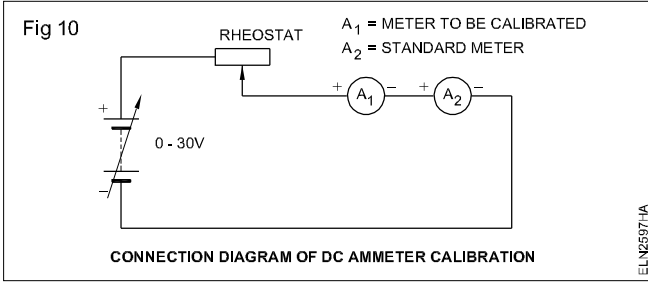 Fig 10
RHEOSTAT
A1 = METER TO BE CALIBRATED
A2 = STANDARD METER
+ A1 − + A2 −
+
0 - 30V
−
CONNECTION DIAGRAM OF DC AMMETER CALIBRATION
ELN2597HA